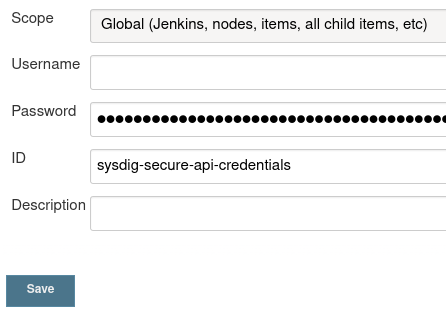 Scope
Global (Jenkins, nodes, items, all child items, etc)
Username
Password
ID
sysdig-secure-api-credentials
Description
Save